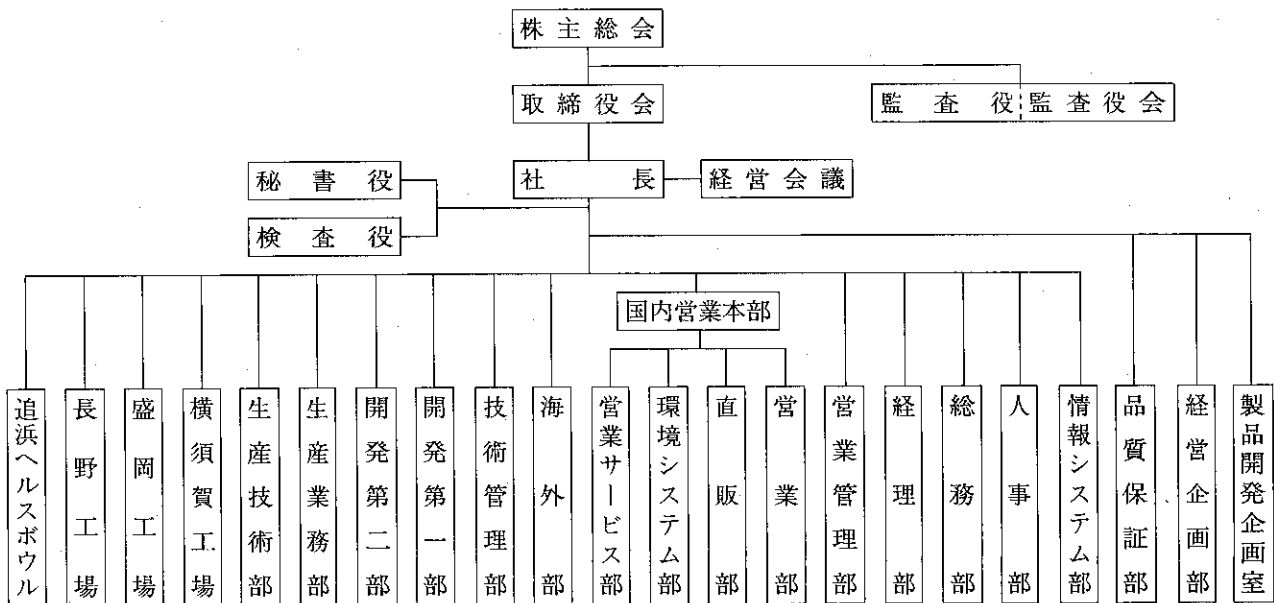 株主総会
取締役会
監査役 監査役会
秘書役
社長
経営会議
検査役
国内営業本部
追浜ヘルスボウル
長野工場
盛岡工場
横須賀工場
生産技術部
生産業務部
開発第二部
開発第一部
技術管理部
海外部
営業サービス部
環境システム部
直販部
営業部
営業管理部
経理部
総務部
人事部
情報システム部
品質保証部
経営企画部
製品開発企画室